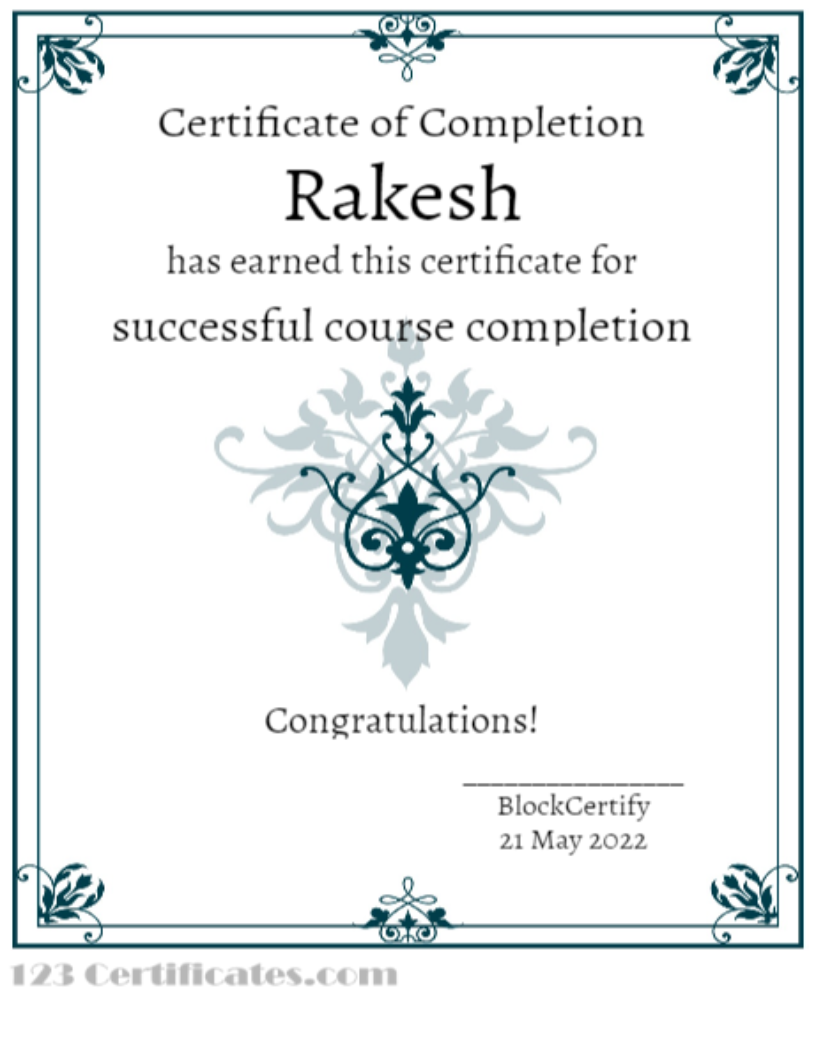 Certificate of Completion
Rakesh
has earned this certificate for
successful course completion
Congratulations!
________________
BlockCertify
21 May 2022
123 Certificates.com